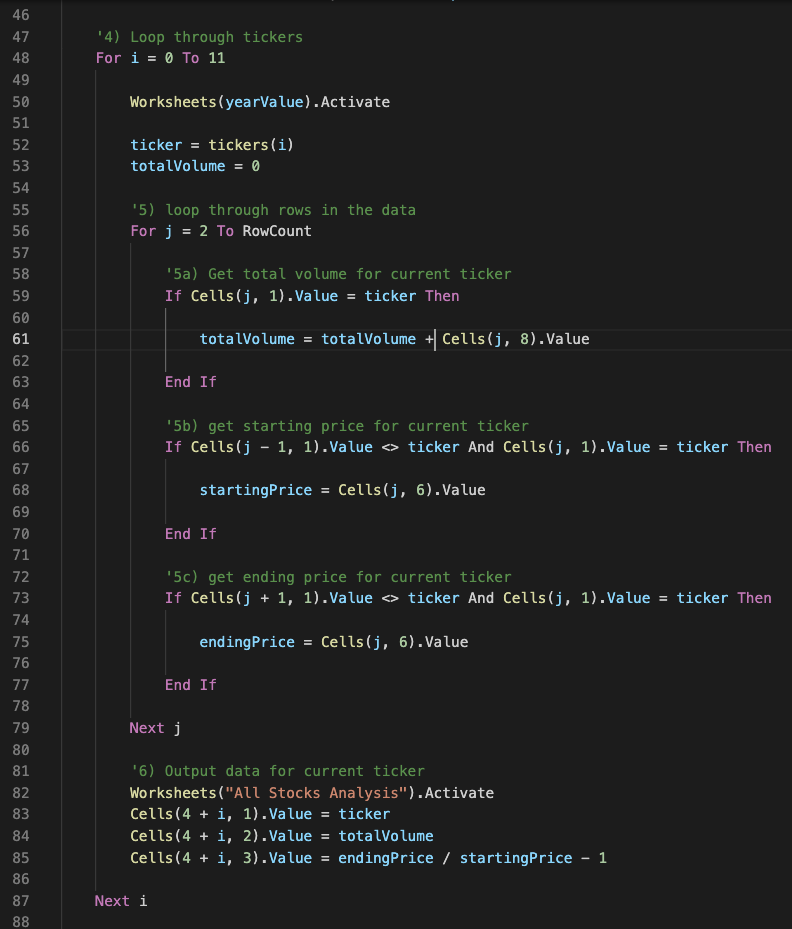 46
47 '4) Loop through tickers
48 For i = 0 To 11
49
50 Worksheets(yearValue).Activate
51
52 ticker = tickers(i)
53 totalVolume = 0
54
55 '5) loop through rows in the data
56 For j = 2 To RowCount
57
58 '5a) Get total volume for current ticker
59 If Cells(j, 1).Value = ticker Then
60
61 totalVolume = totalVolume + Cells(j, 8).Value
62
63 End If
64
65 '5b) get starting price for current ticker
66 If Cells(j - 1, 1).Value <> ticker And Cells(j, 1).Value = ticker Then
67
68 startingPrice = Cells(j, 6).Value
69
70 End If
71
72 '5c) get ending price for current ticker
73 If Cells(j + 1, 1).Value <> ticker And Cells(j, 1).Value = ticker Then
74
75 endingPrice = Cells(j, 6).Value
76
77 End If
78
79 Next j
80
81 '6) Output data for current ticker
82 Worksheets("All Stocks Analysis").Activate
83 Cells(4 + i, 1).Value = ticker
84 Cells(4 + i, 2).Value = totalVolume
85 Cells(4 + i, 3).Value = endingPrice / startingPrice - 1
86
87 Next i
88